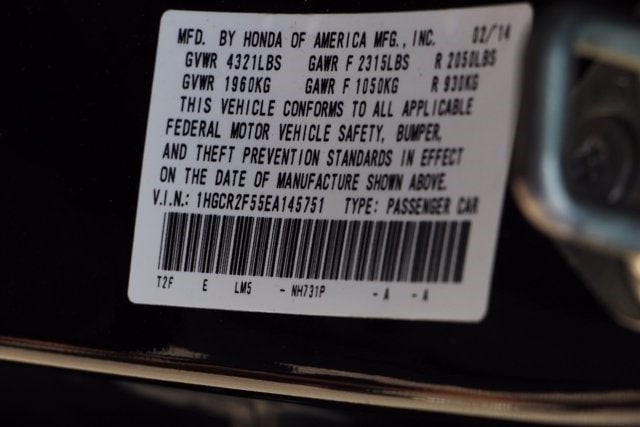 MFD. BY HONDA OF AMERICA MFG., INC. 02/14
GVWR 4321LBS GAWR F 2315LBS R 2050LBS
GVWR 1960KG GAWR F 1050KG R 930KG
THIS VEHICLE CONFORMS TO ALL APPLICABLE
FEDERAL MOTOR VEHICLE SAFETY, BUMPER,
AND THEFT PREVENTION STANDARDS IN EFFECT
ON THE DATE OF MANUFACTURE SHOWN ABOVE.
V.I.N.: 1HGCR2F55EA145751 TYPE: PASSENGER CAR
T2F E LM5 - NH731P - A - A